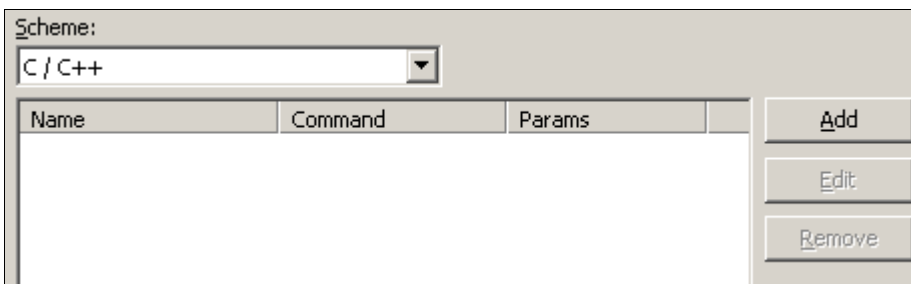 Scheme:
C / C++
Name Command Params Add
Edit
Remove